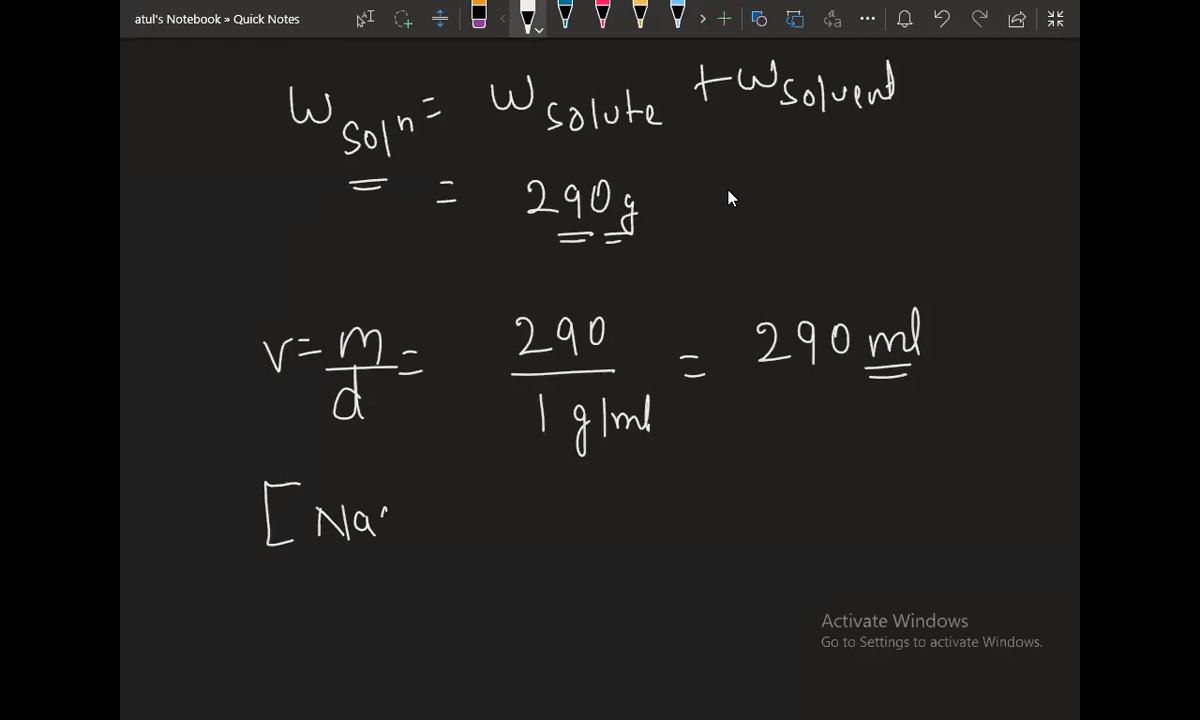 atul's Notebook » Quick Notes
W soln = W solute + W solvent
= 290g
v = m/d = 290 / 1 g/ml = 290 ml
[Na
Activate Windows
Go to Settings to activate Windows.